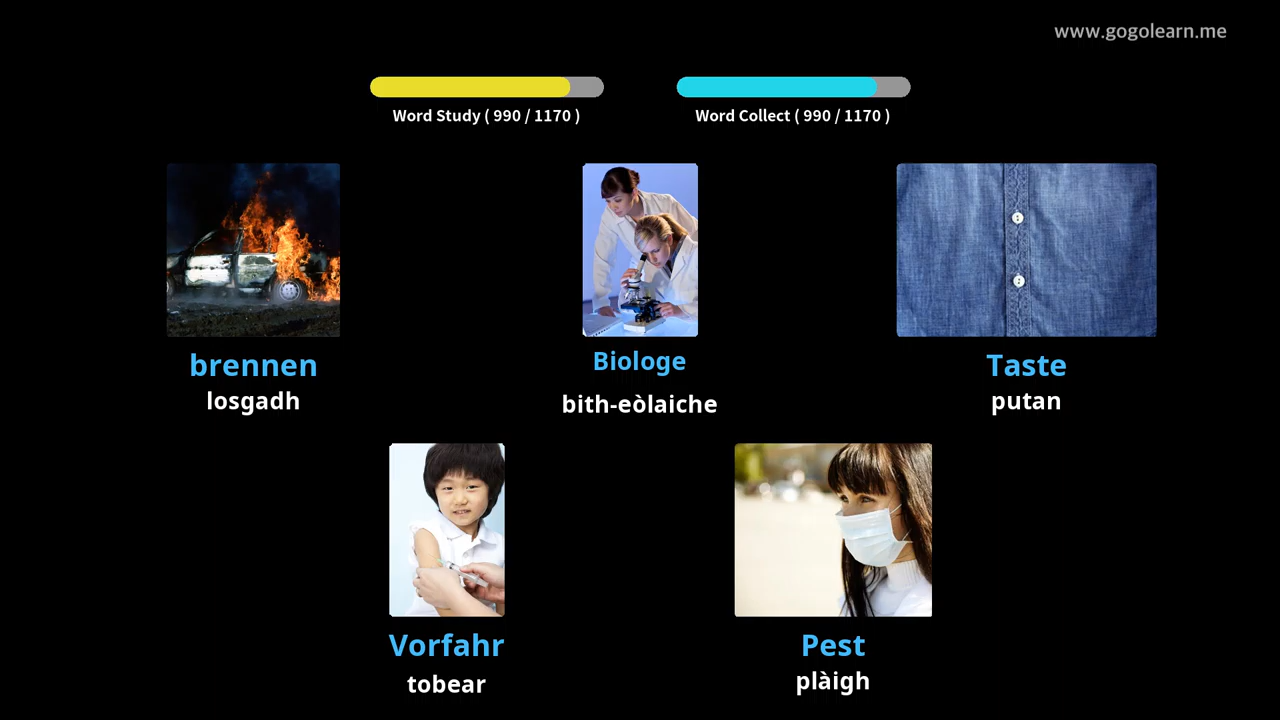 www.gogolearn.me
Word Study ( 990 / 1170 )
Word Collect ( 990 / 1170 )
brennen
losgadh
Biologe
bith-eòlaiche
Taste
putan
Vorfahr
tobear
Pest
plàigh